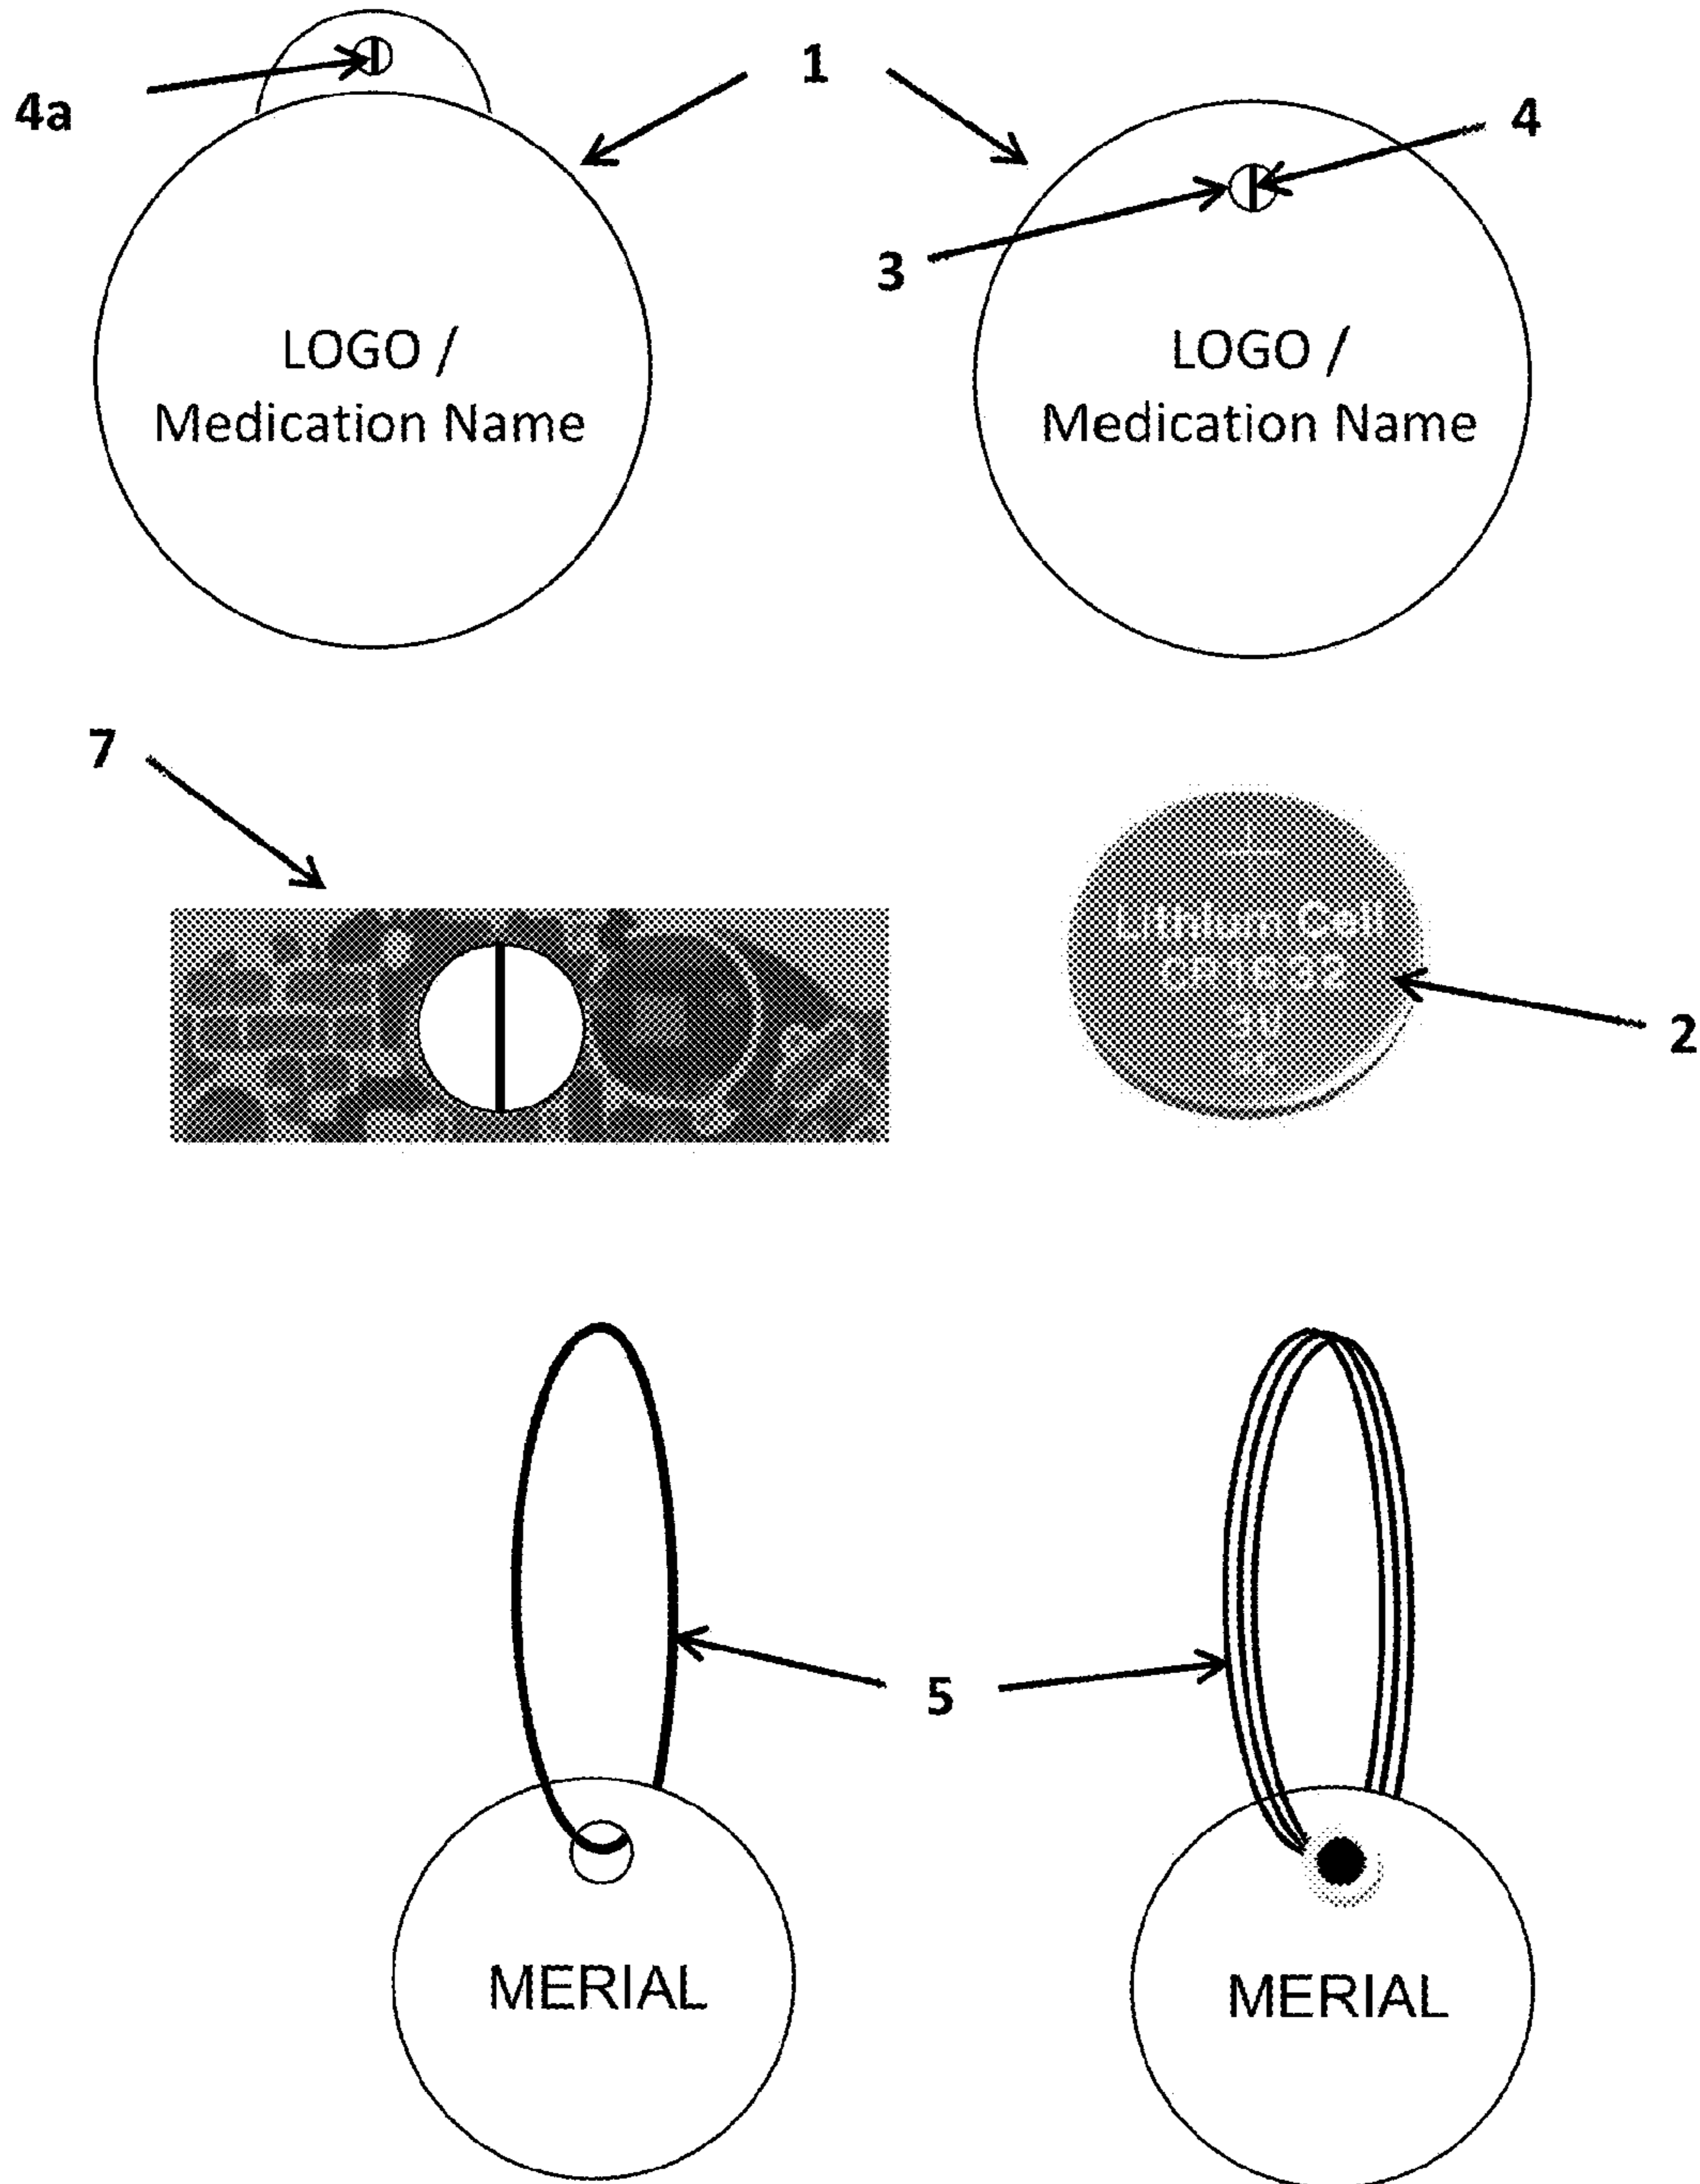 4a
1
4
3
LOGO /
Medication Name
LOGO /
Medication Name
7
Lithium Cell
2
5
MERIAL
MERIAL